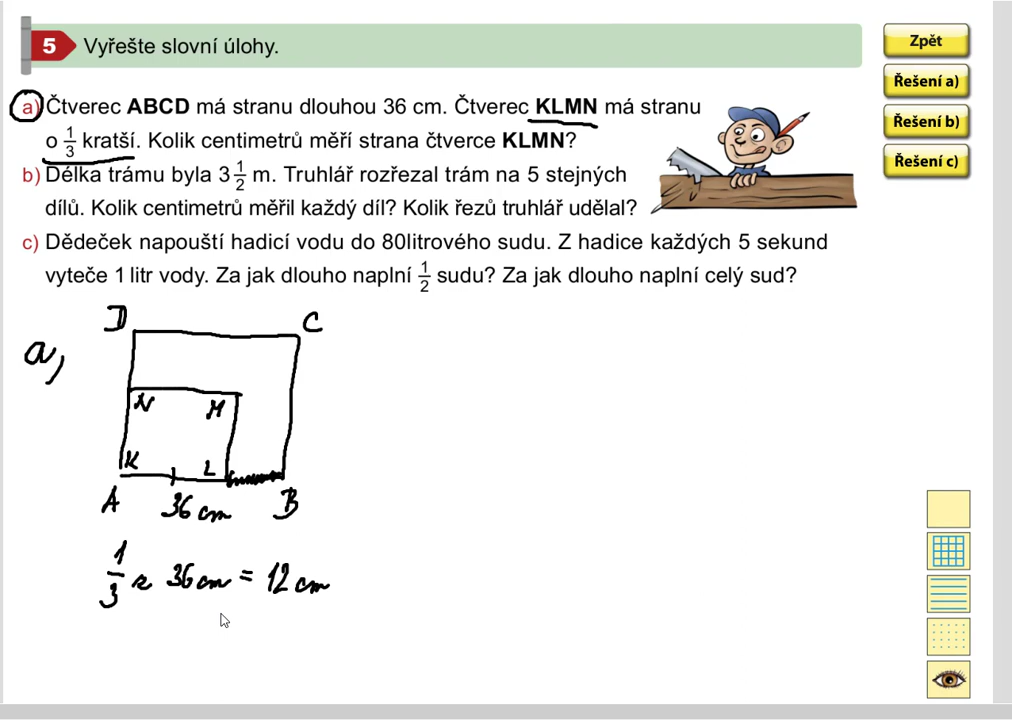 5 Vyřešte slovní úlohy.
Zpět
Řešení a)
Řešení b)
Řešení c)
a) Čtverec ABCD má stranu dlouhou 36 cm. Čtverec KLMN má stranu
o 1/3 kratší. Kolik centimetrů měří strana čtverce KLMN?
b) Délka trámu byla 3 1/2 m. Truhlář rozřezal trám na 5 stejných
dílů. Kolik centimetrů měřil každý díl? Kolik řezů truhlář udělal?
c) Dědeček napouští hadicí vodu do 80litrového sudu. Z hadice každých 5 sekund
vyteče 1 litr vody. Za jak dlouho naplní 1/2 sudu? Za jak dlouho naplní celý sud?
a,
D C
N M
K L
A 36 cm B
1/3 z 36 cm = 12 cm